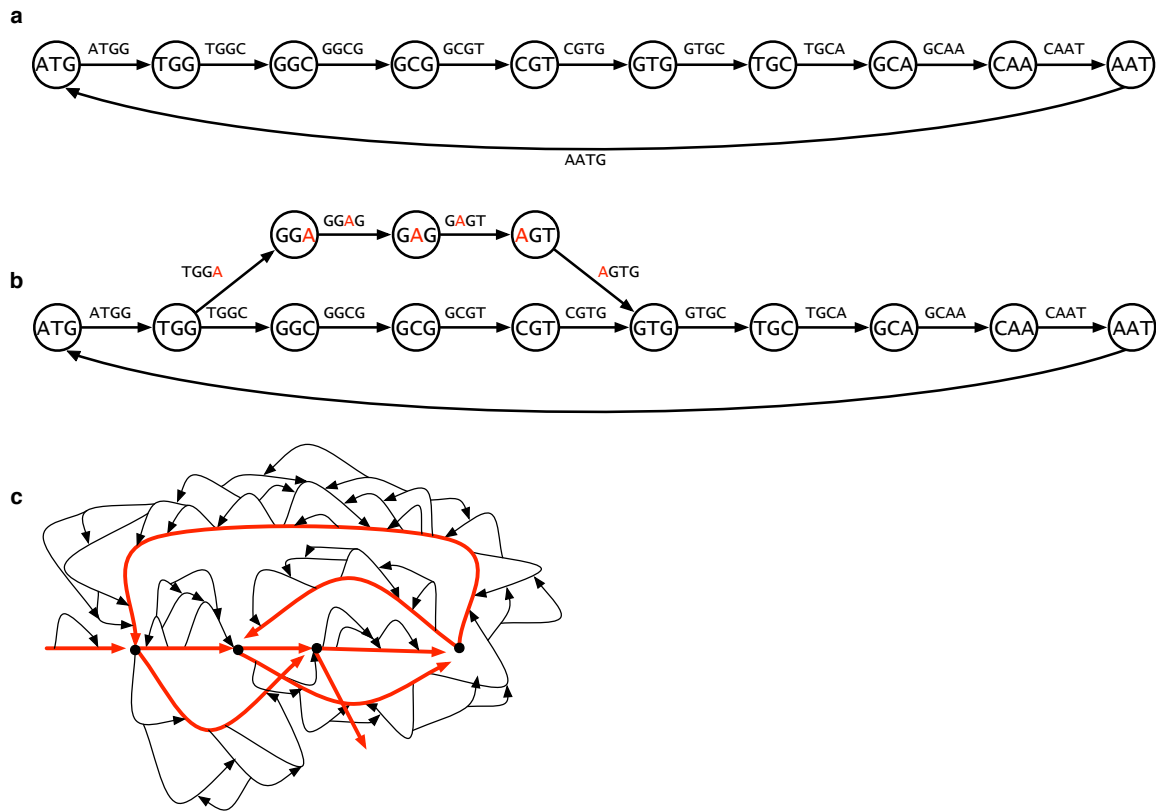 a
ATGG TGGC GGCG GCGT CGTG GTGC TGCA GCAA CAAT
ATG TGG GGC GCG CGT GTG TGC GCA CAA AAT
AATG
GGAG GAGT
GGA GAG AGT
TGGA AGTG
b
ATGG TGGC GGCG GCGT CGTG GTGC TGCA GCAA CAAT
ATG TGG GGC GCG CGT GTG TGC GCA CAA AAT
c